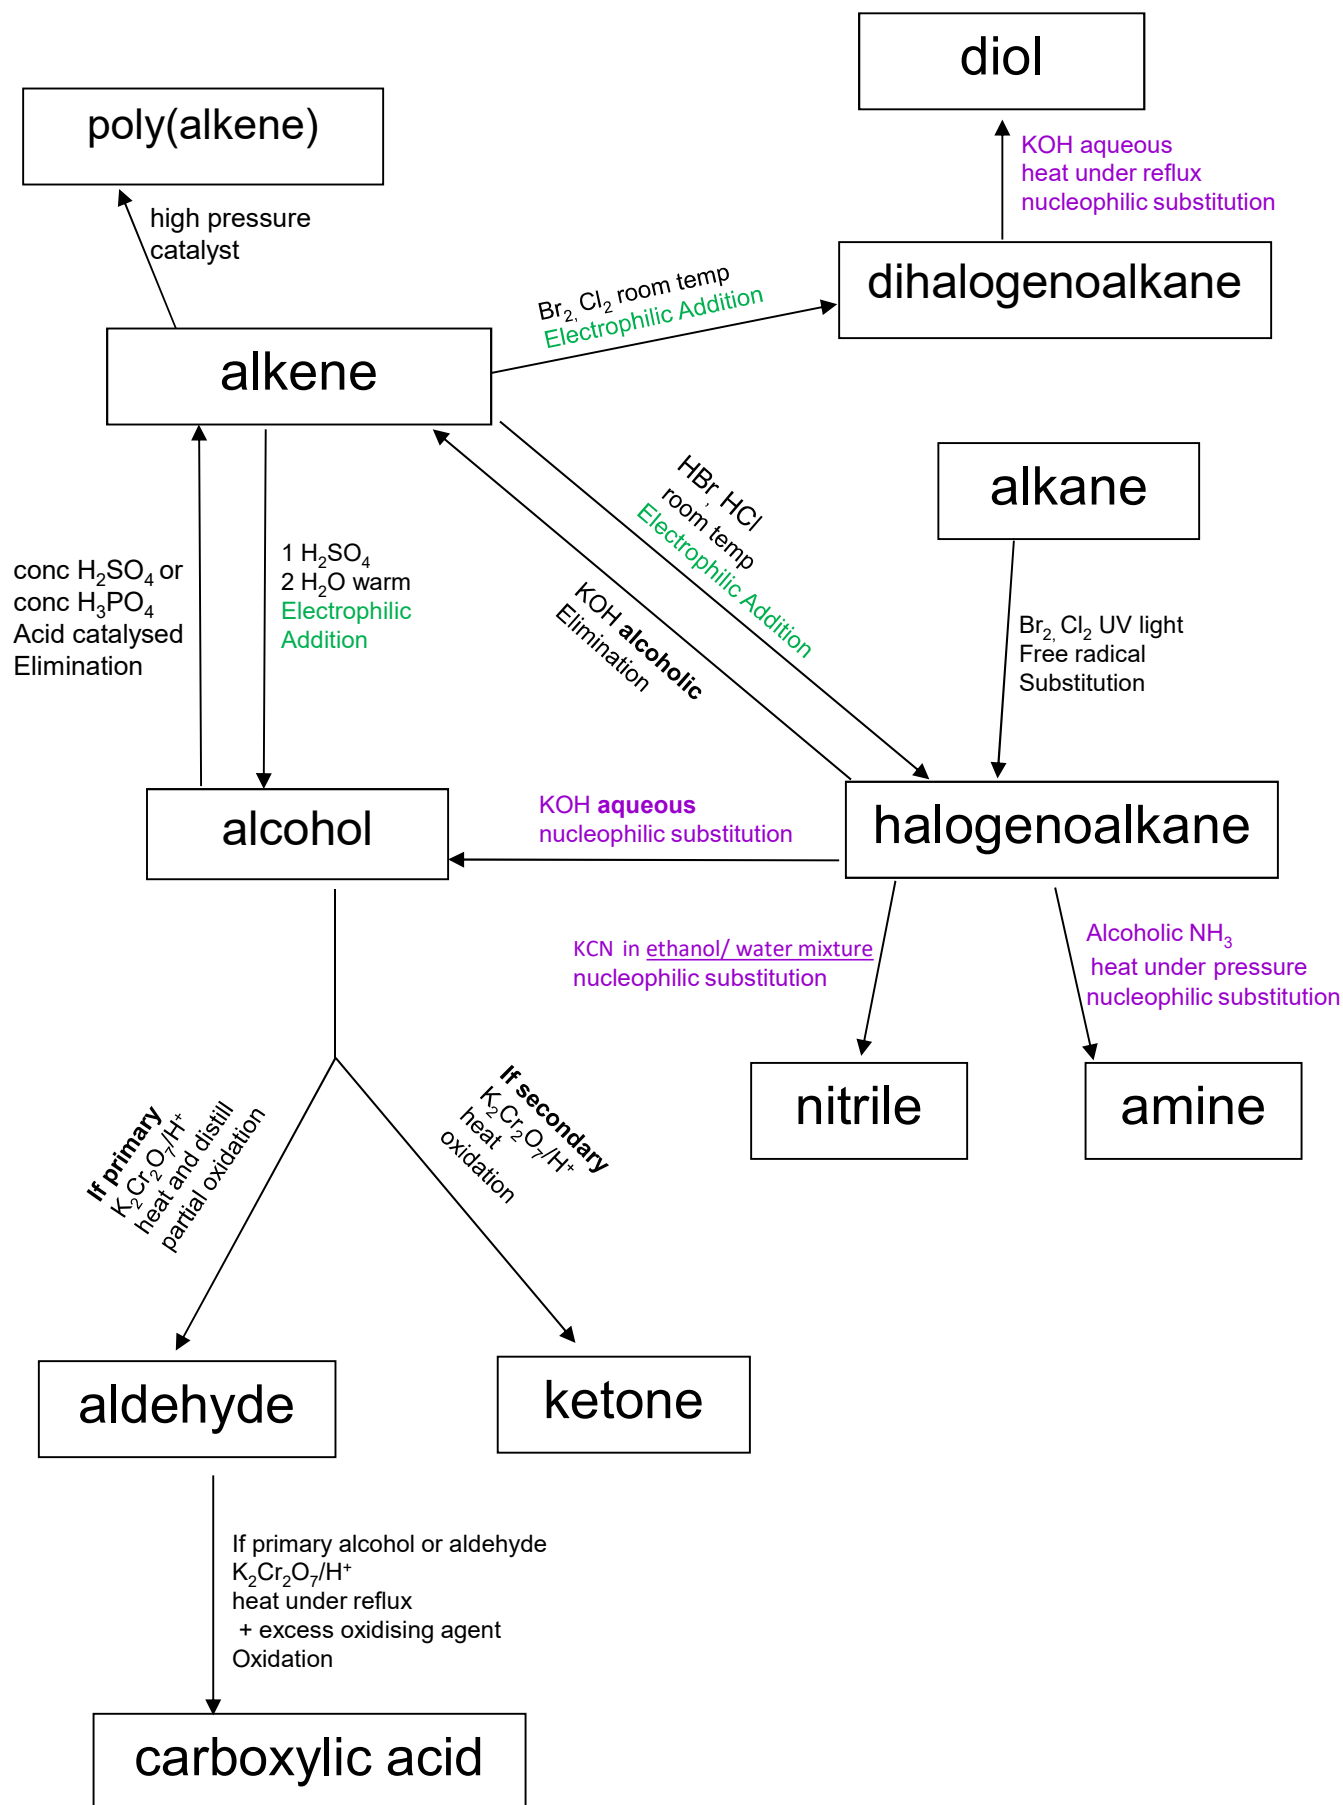 diol
poly(alkene)
KOH aqueous
heat under reflux
nucleophilic substitution
high pressure
catalyst
dihalogenoalkane
Br₂, Cl₂ room temp
Electrophilic Addition
alkene
alkane
HBr, HCl
room temp
Electrophilic Addition
KOH alcoholic
Elimination
conc H₂SO₄ or
conc H₃PO₄
Acid catalysed
Elimination
1 H₂SO₄
2 H₂O warm
Electrophilic
Addition
Br₂, Cl₂ UV light
Free radical
Substitution
alcohol
KOH aqueous
nucleophilic substitution
halogenoalkane
KCN in ethanol/ water mixture
nucleophilic substitution
Alcoholic NH₃
heat under pressure
nucleophilic substitution
nitrile
amine
If primary
K₂Cr₂O₇/H⁺
heat and distill
partial oxidation
If secondary
K₂Cr₂O₇/H⁺
heat
oxidation
aldehyde
ketone
If primary alcohol or aldehyde
K₂Cr₂O₇/H⁺
heat under reflux
+ excess oxidising agent
Oxidation
carboxylic acid